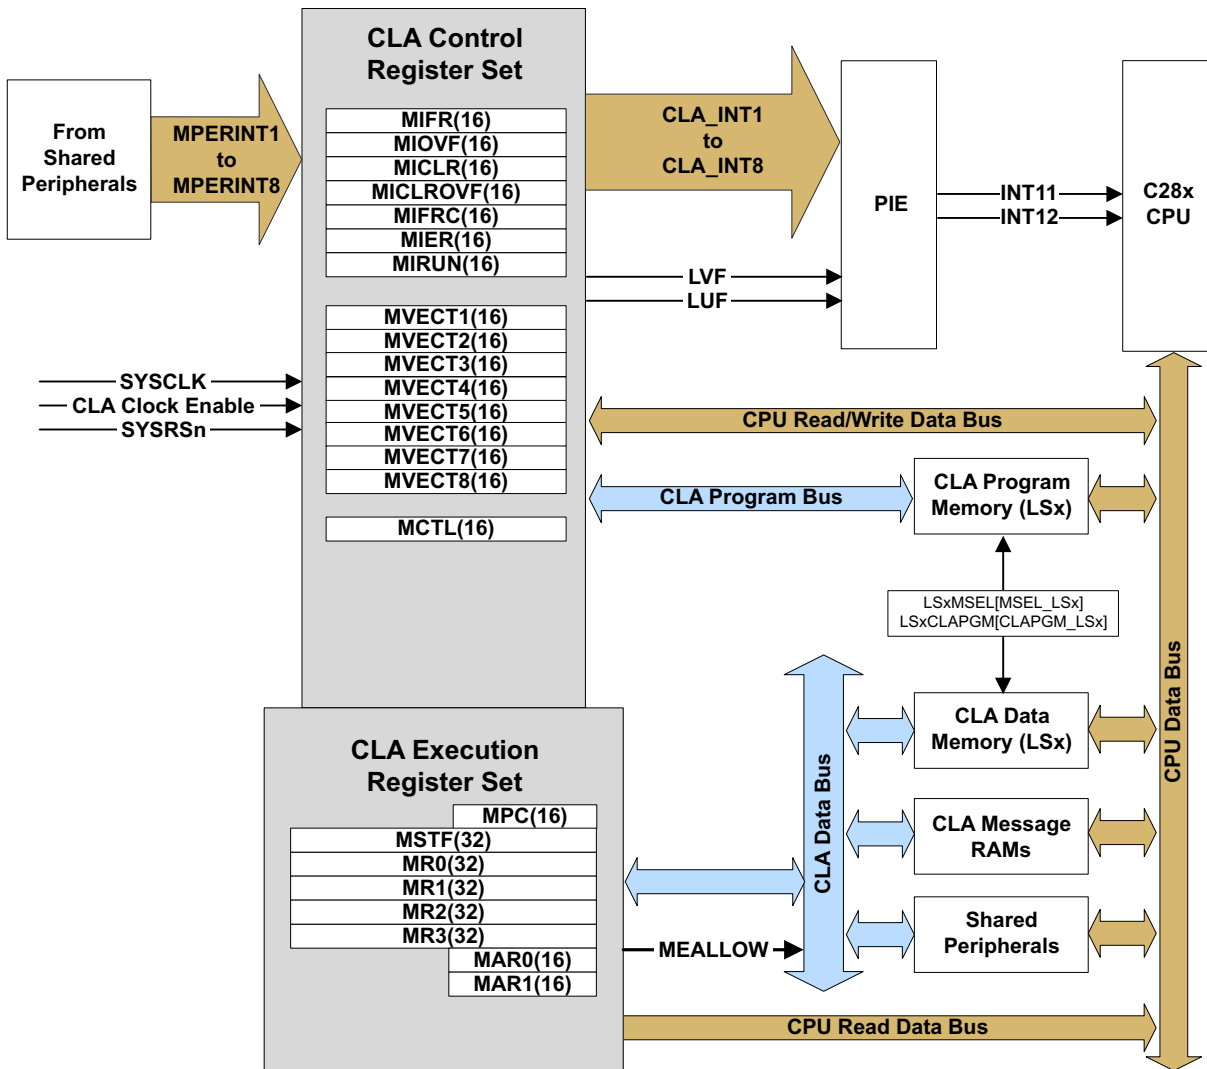 CLA Control
Register Set
From
Shared
Peripherals
MPERINT1
to
MPERINT8
MIFR(16)
MIOVF(16)
MICLR(16)
MICLROVF(16)
MIFRC(16)
MIER(16)
MIRUN(16)
CLA_INT1
to
CLA_INT8
PIE
INT11
INT12
C28x
CPU
LVF
LUF
MVECT1(16)
MVECT2(16)
MVECT3(16)
MVECT4(16)
MVECT5(16)
MVECT6(16)
MVECT7(16)
MVECT8(16)
SYSCLK
CLA Clock Enable
SYSRSn
CPU Read/Write Data Bus
CLA Program Bus
CLA Program
Memory (LSx)
MCTL(16)
LSxMSEL[MSEL_LSx]
LSxCLAPGM[CLAPGM_LSx]
CPU Data Bus
CLA Data
Memory (LSx)
CLA Data Bus
CLA Message
RAMs
Shared
Peripherals
CLA Execution
Register Set
MPC(16)
MSTF(32)
MR0(32)
MR1(32)
MR2(32)
MR3(32)
MAR0(16)
MAR1(16)
MEALLOW
CPU Read Data Bus